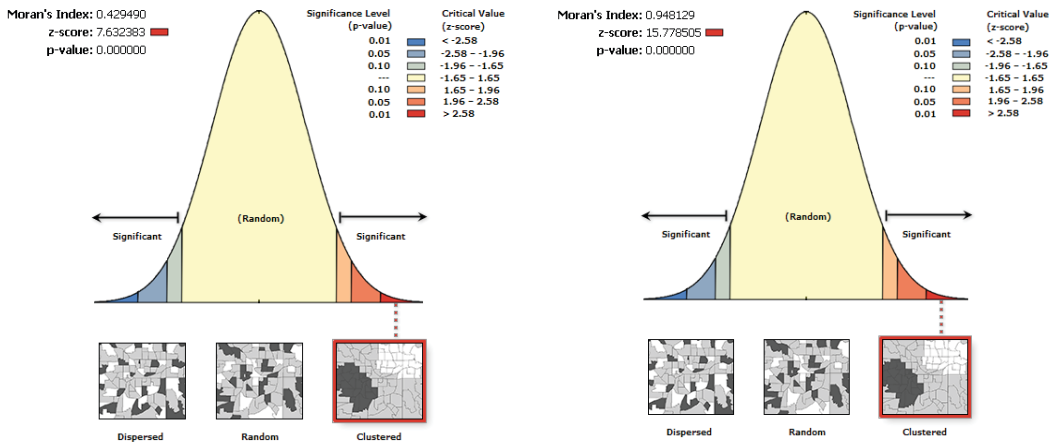 Moran's Index: 0.429490
z-score: 7.632383
p-value: 0.000000
Significance Level (p-value)
Critical Value (z-score)
0.01 < -2.58
0.05 -2.58 – -1.96
0.10 -1.96 – -1.65
--- -1.65 – 1.65
0.10 1.65 – 1.96
0.05 1.96 – 2.58
0.01 > 2.58
(Random)
Significant
Significant
Dispersed
Random
Clustered
Moran's Index: 0.948129
z-score: 15.778505
p-value: 0.000000
Significance Level (p-value)
Critical Value (z-score)
0.01 < -2.58
0.05 -2.58 – -1.96
0.10 -1.96 – -1.65
--- -1.65 – 1.65
0.10 1.65 – 1.96
0.05 1.96 – 2.58
0.01 > 2.58
(Random)
Significant
Significant
Dispersed
Random
Clustered